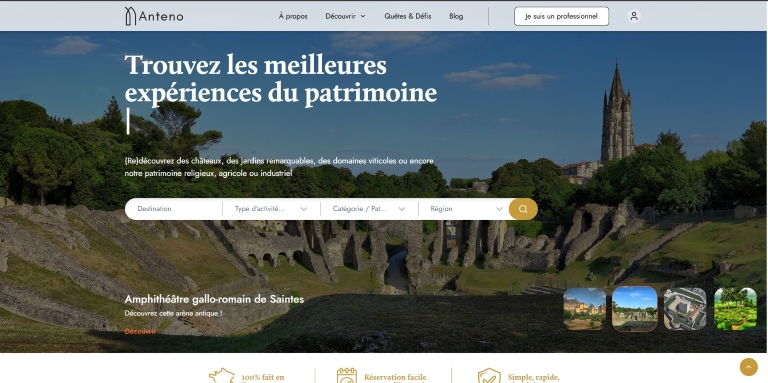 Anteno
À propos
Découvrir
Quêtes & Défis
Blog
Je suis un professionnel
Trouvez les meilleures
expériences du patrimoine
(Re)découvrez des châteaux, des jardins remarquables, des domaines viticoles ou encore
notre patrimoine religieux, agricole ou industriel
Destination
Type d'activité...
Catégorie / Pat...
Région
Amphithéâtre gallo-romain de Saintes
Découvrez cette arène antique !
Découvrir
100% fait en
Réservation facile
Simple, rapide,